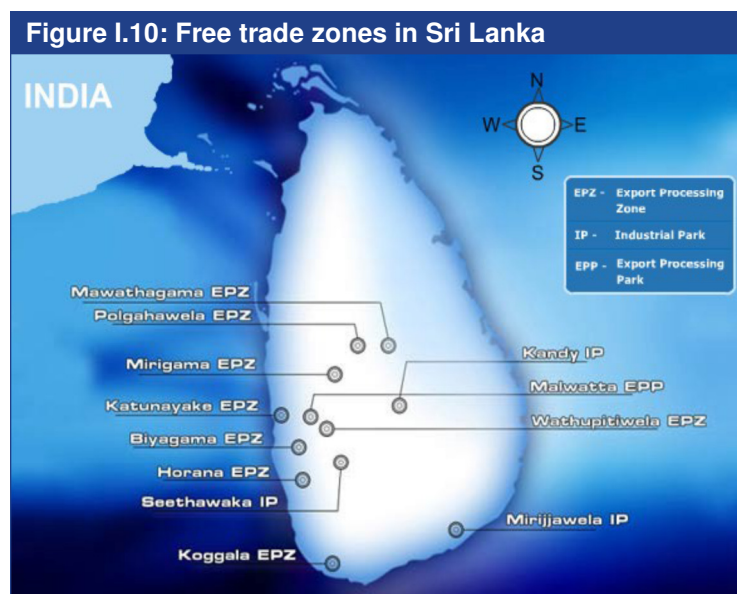 Figure I.10: Free trade zones in Sri Lanka
INDIA
N
W
E
S
EPZ - Export Processing
Zone
IP - Industrial Park
EPP - Export Processing
Park
Mawathagama EPZ
Polgahawela EPZ
Mirigama EPZ
Katunayake EPZ
Biyagama EPZ
Horana EPZ
Seethawaka IP
Koggala EPZ
Kandy IP
Malwatta EPP
Wathupitiwela EPZ
Mirijjawela IP